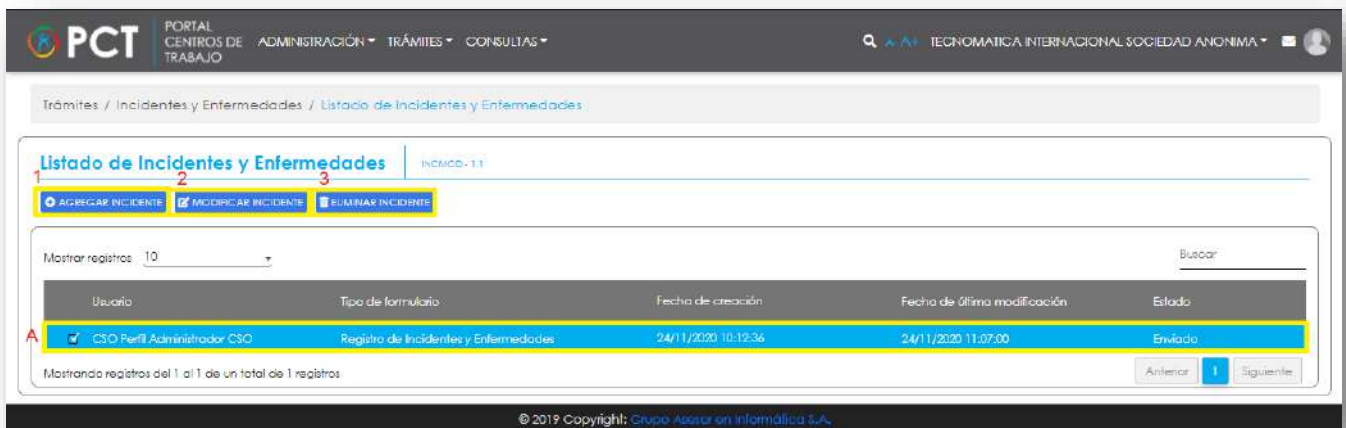 PCT
PORTAL
CENTROS DE
TRABAJO
ADMINISTRACIÓN TRÁMITES CONSULTAS
A- A+ TECNOMATICA INTERNACIONAL SOCIEDAD ANONIMA
Trámites / Incidentes y Enfermedades / Listado de Incidentes y Enfermedades
Listado de Incidentes y Enfermedades
1 2 3
AGREGAR INCIDENTE MODIFICAR INCIDENTE ELIMINAR INCIDENTE
Mostrar registros 10 Buscar
Usuario Tipo de formulario Fecha de creación Fecha de última modificación Estado
A CSO Perfil Administrador CSO Registro de Incidentes y Enfermedades 24/11/2020 10:12:36 24/11/2020 11:07:00 Enviado
Mostrando registros del 1 al 1 de un total de 1 registros Anterior 1 Siguiente
© 2019 Copyright: Grupo Asesor en Informática S.A.